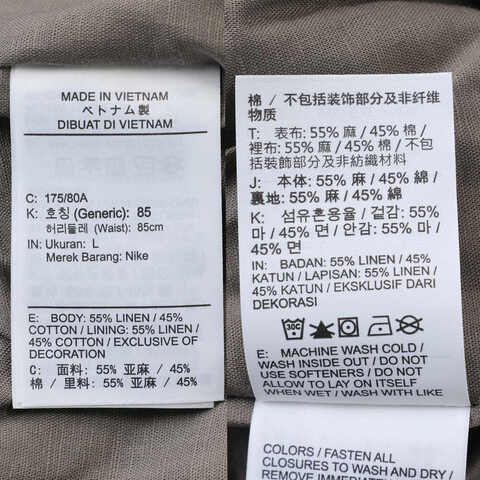 MADE IN VIETNAM
ベトナム製
DIBUAT DI VIETNAM
C: 175/80A
K: 호칭 (Generic): 85
허리둘레 (Waist): 85cm
IN: Ukuran: L
Merek Barang: Nike
E: BODY: 55% LINEN / 45%
COTTON / LINING: 55% LINEN /
45% COTTON / EXCLUSIVE OF
DECORATION
C: 面料: 55% 亚麻 / 45%
棉 / 里料: 55% 亚麻 / 45%
棉 / 不包括装饰部分及非纤维
物质
T: 表布: 55% 麻 / 45% 棉 /
裡布: 55% 麻 / 45% 棉 / 不包
括裝飾部分及非紡織材料
J: 本体: 55% 麻 / 45% 綿 /
裏地: 55% 麻 / 45% 綿
K: 섬유혼용율 / 겉감: 55%
마 / 45% 면 / 안감: 55% 마
/ 45% 면
IN: BADAN: 55% LINEN / 45%
KATUN / LAPISAN: 55% LINEN /
45% KATUN / EKSKLUSIF DARI
DEKORASI
30C
E: MACHINE WASH COLD /
WASH INSIDE OUT / DO NOT
USE SOFTENERS / DO NOT
ALLOW TO LAY ON ITSELF
WHEN WET / WASH WITH LIKE
COLORS / FASTEN ALL
CLOSURES TO WASH AND DRY /